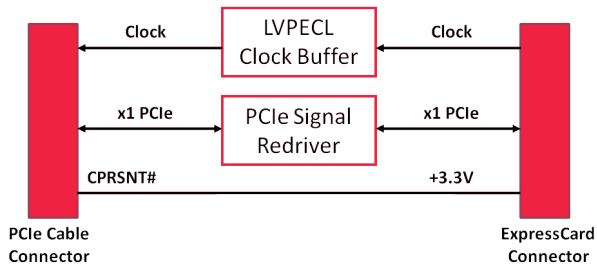 LVPECL
Clock Buffer
Clock
Clock
x1 PCIe
PCIe Signal
Redriver
x1 PCIe
CPRSNT#
+3.3V
PCIe Cable
Connector
ExpressCard
Connector